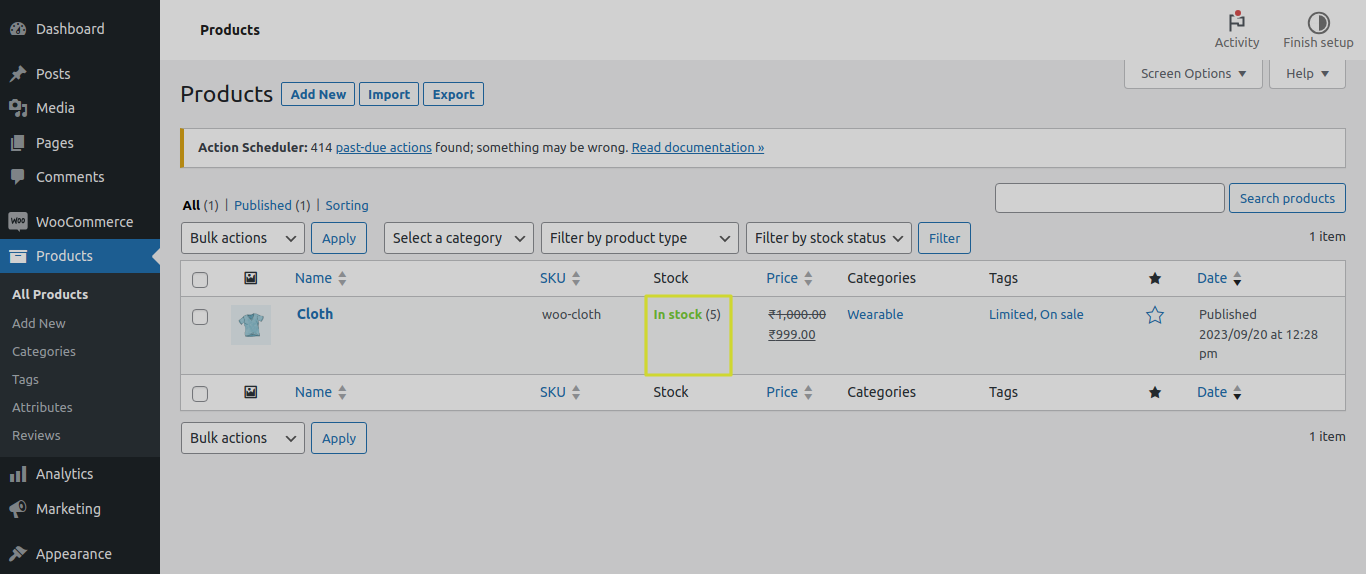 Dashboard
Posts
Media
Pages
Comments
WOO WooCommerce
Products
All Products
Add New
Categories
Tags
Attributes
Reviews
Analytics
Marketing
Appearance
Products
Activity
Finish setup
Screen Options
Help
Products Add New Import Export
Action Scheduler: 414 past-due actions found; something may be wrong. Read documentation »
All (1) | Published (1) | Sorting
Search products
Bulk actions Apply Select a category Filter by product type Filter by stock status Filter 1 item
Name SKU Stock Price Categories Tags Date
Cloth woo-cloth In stock (5) ₹1,000.00 Wearable Limited, On sale Published
₹999.00 2023/09/20 at 12:28
pm
Name SKU Stock Price Categories Tags Date
Bulk actions Apply 1 item